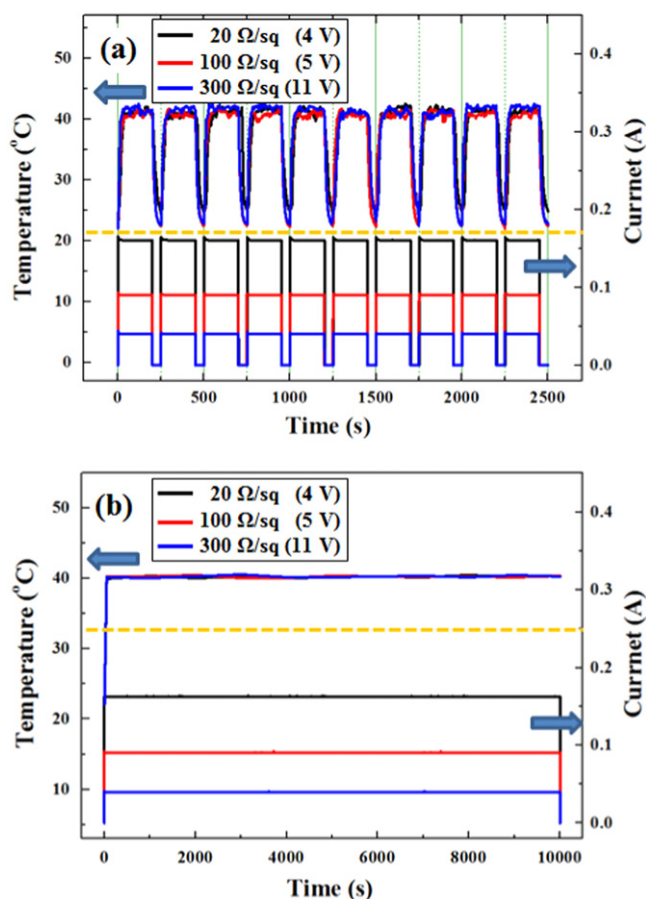 (a)
20 Ω/sq (4 V)
100 Ω/sq (5 V)
300 Ω/sq (11 V)
Temperature (°C)
50
40
30
20
10
0
Currnet (A)
0.4
0.3
0.2
0.1
0.0
0 500 1000 1500 2000 2500
Time (s)
(b)
20 Ω/sq (4 V)
100 Ω/sq (5 V)
300 Ω/sq (11 V)
Temperature (°C)
50
40
30
20
10
Currnet (A)
0.4
0.3
0.2
0.1
0.0
0 2000 4000 6000 8000 10000
Time (s)